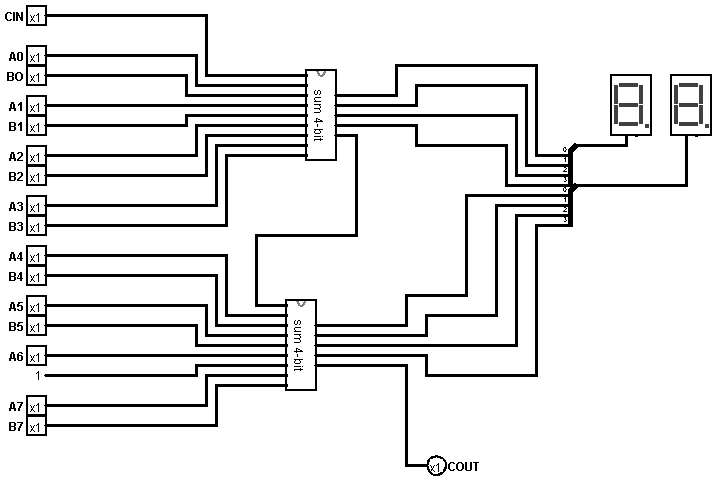 CIN x1
A0 x1
BO x1
A1 x1
B1 x1
A2 x1
B2 x1
A3 x1
B3 x1
A4 x1
B4 x1
A5 x1
B5 x1
A6 x1
1
A7 x1
B7 x1
sum 4-bit
sum 4-bit
0
1
2
3
0
1
2
3
x1 COUT